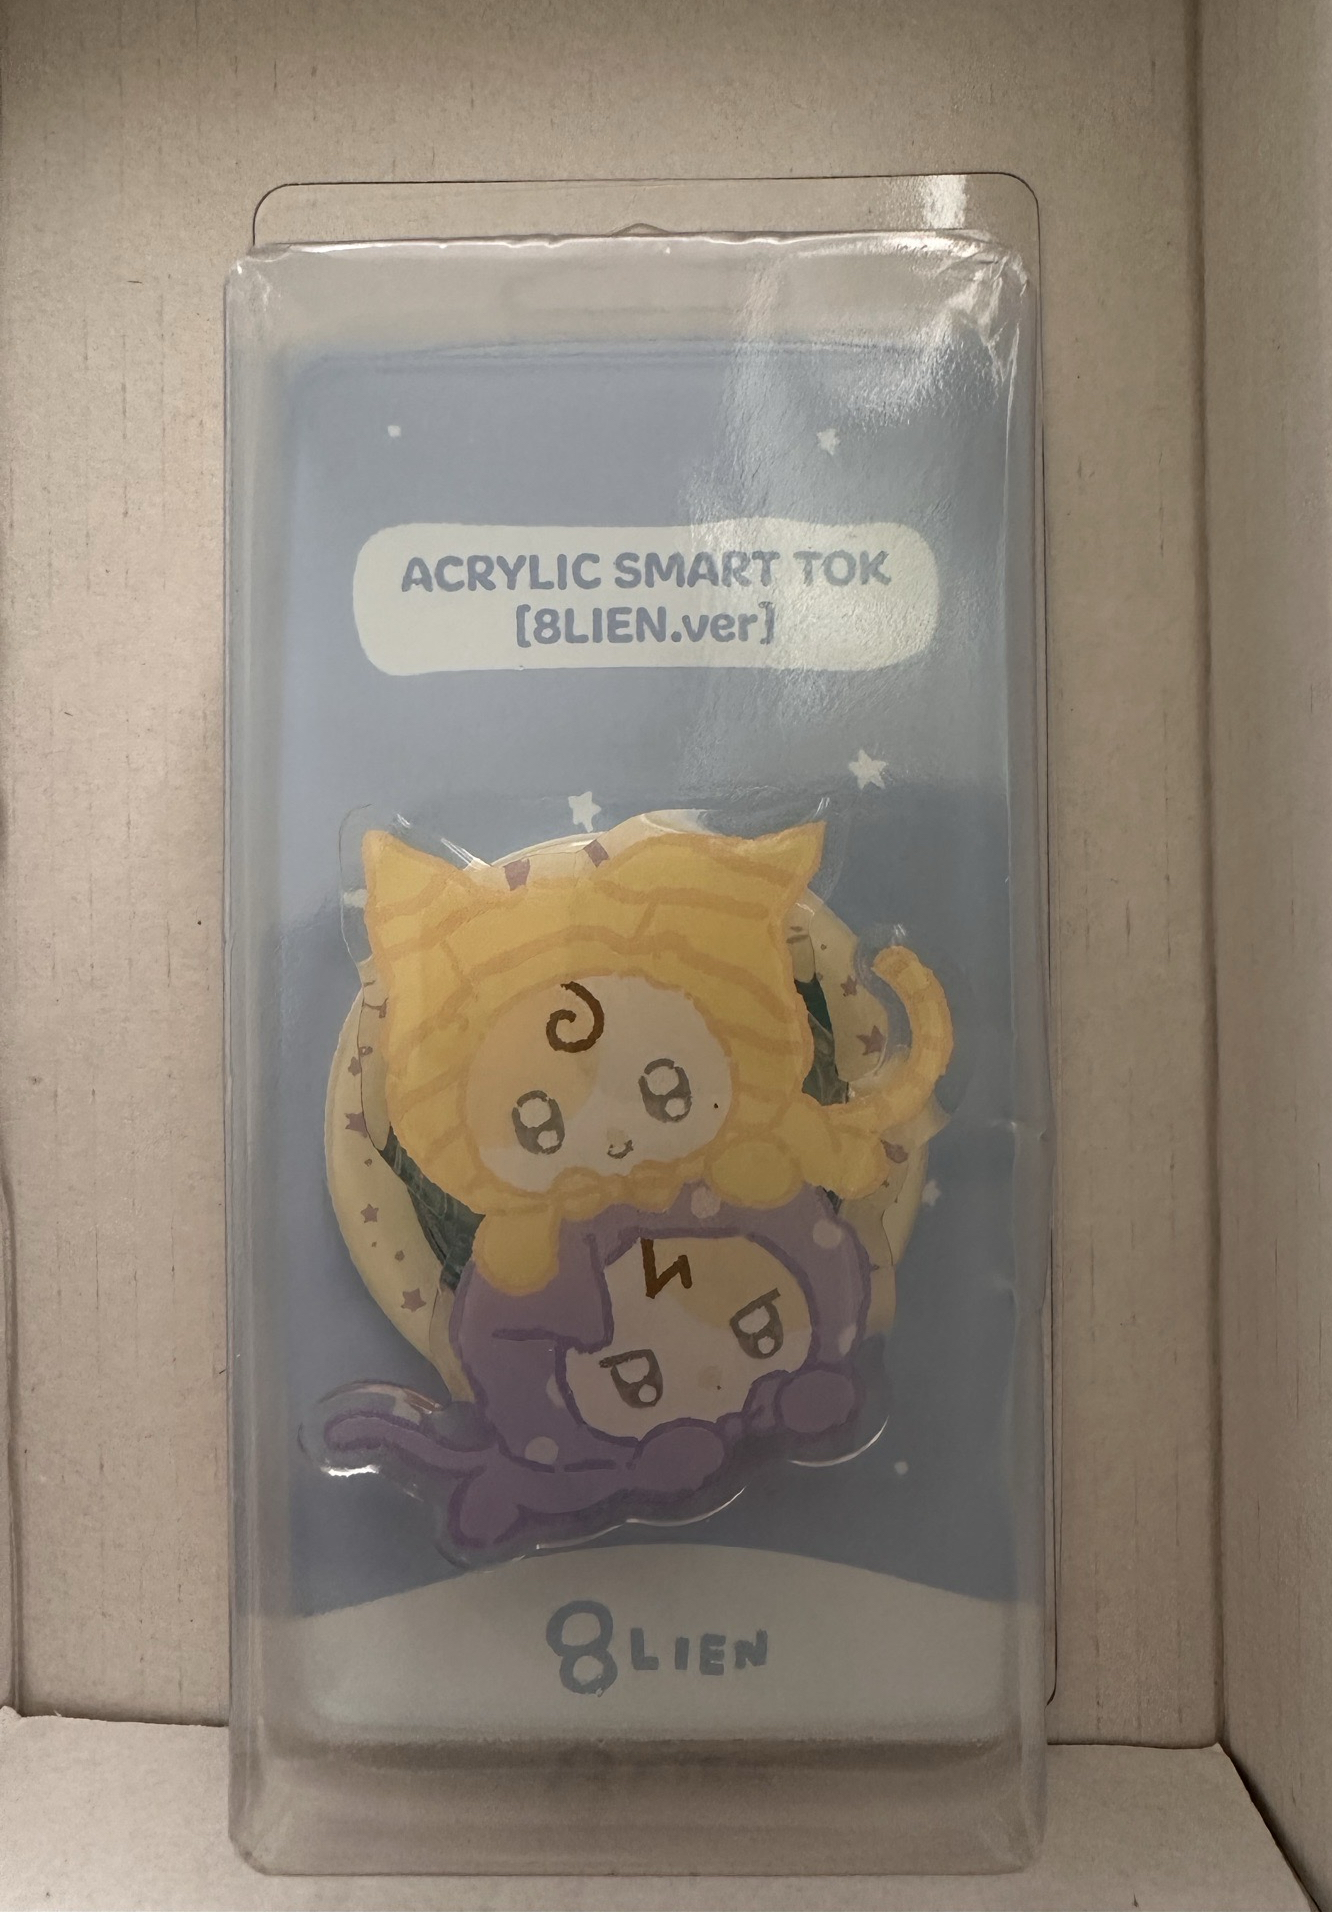 ACRYLIC SMART TOK
[8LIEN.ver]
8LIEN